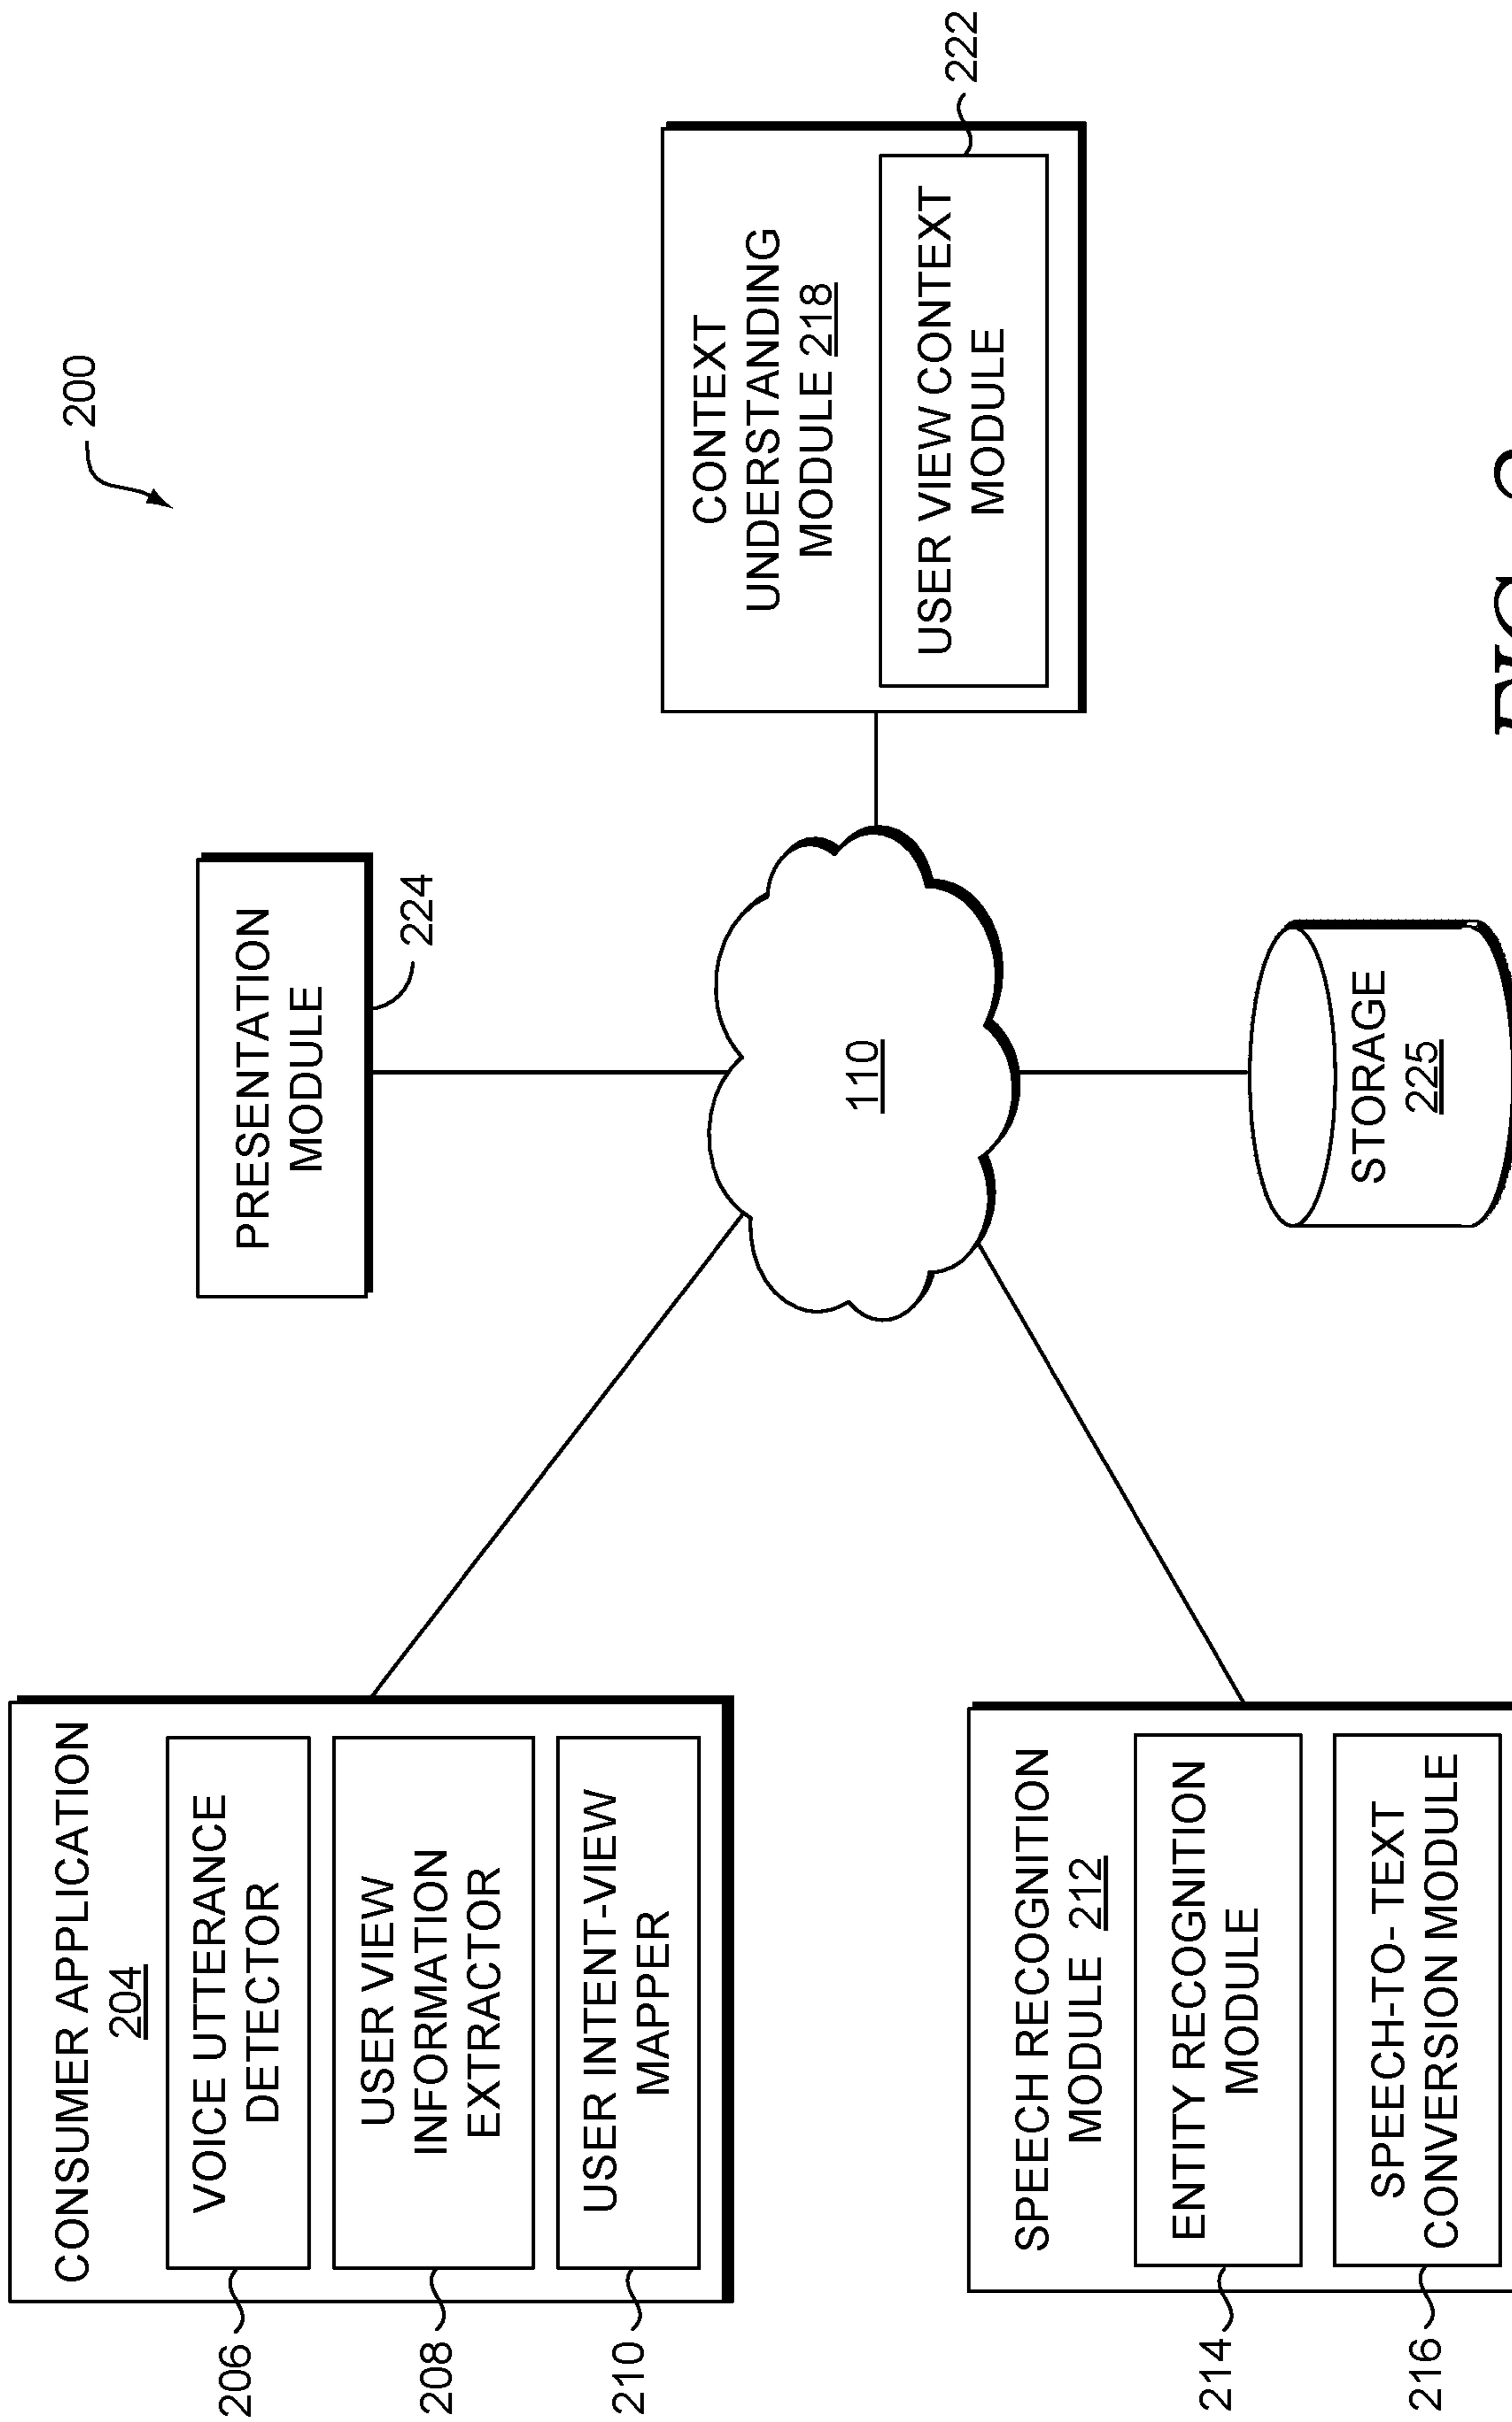 200
CONSUMER APPLICATION
204
206
VOICE UTTERANCE
DETECTOR
208
USER VIEW
INFORMATION
EXTRACTOR
210
USER INTENT-VIEW
MAPPER
PRESENTATION
MODULE
224
110
CONTEXT
UNDERSTANDING
MODULE 218
USER VIEW CONTEXT
MODULE
222
SPEECH RECOGNITION
MODULE 212
214
ENTITY RECOGNITION
MODULE
216
SPEECH-TO- TEXT
CONVERSION MODULE
STORAGE
225